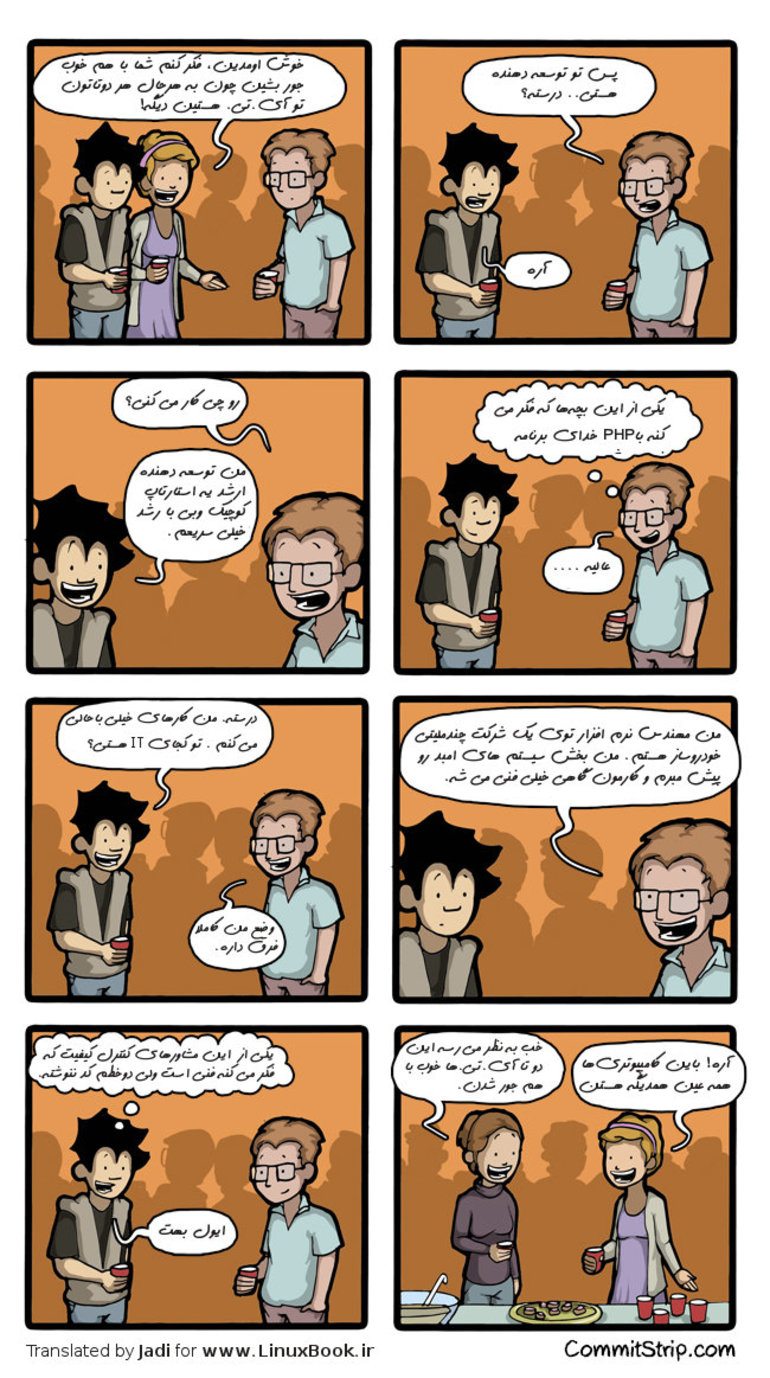 خوش اومدین، فکر کنم شما با هم خوب
جور بشین چون به هرحال هر دوتاتون
تو آی.تی. هستین دیگه!
پس تو توسعه دهنده
هستی.. درسته؟
آره
رو چی کار می کنی؟
من توسعه دهنده
ارشد یه استارتاپ
کوچیک وبی با رشد
خیلی سریعم.
یکی از این بچه‌ها که فکر می
کنه با PHP خدای برنامه
عالیه ....
درسته. من کارهای خیلی باحالی
می کنم . تو کجای IT هستی؟
وضع من کاملا
فرق داره.
من مهندس نرم افزار توی یک شرکت چندملیتی
خودروساز هستم . من بخش سیستم های امبد رو
پیش میرم و کارمون گاهی خیلی فنی می شه.
یکی از این مشاورهای کنترل کیفیت که
فکر می کنه فنی است ولی دوخطم کد ننوشته.
ایول بهت
خب به نظر می رسه این
دو تا آی.تی.ها خوب با
هم جور شدن.
آره! باین کامپیوتری ها
همه عین همدیگه هستن
Translated by Jadi for www.LinuxBook.ir
CommitStrip.com